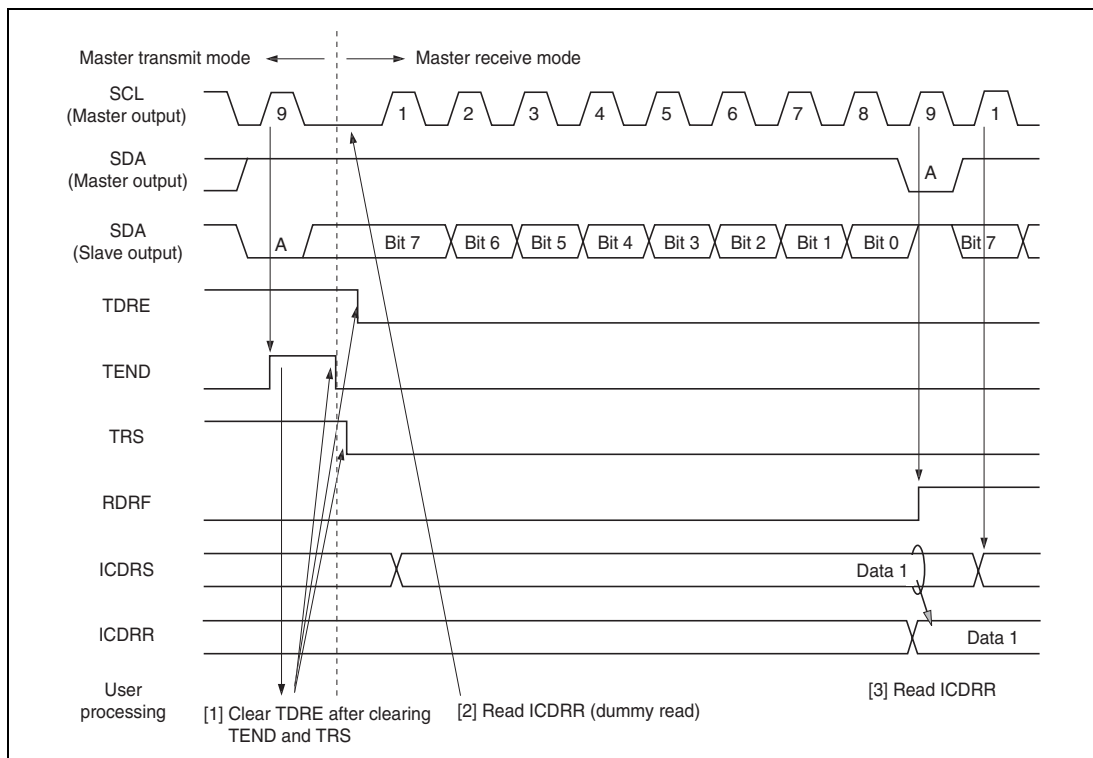 Master transmit mode Master receive mode
SCL
(Master output)
9 1 2 3 4 5 6 7 8 9 1
SDA
(Master output)
A
SDA
(Slave output)
A Bit 7 Bit 6 Bit 5 Bit 4 Bit 3 Bit 2 Bit 1 Bit 0 Bit 7
TDRE
TEND
TRS
RDRF
ICDRS
Data 1
ICDRR
Data 1
User
processing
[1] Clear TDRE after clearing
TEND and TRS
[2] Read ICDRR (dummy read)
[3] Read ICDRR